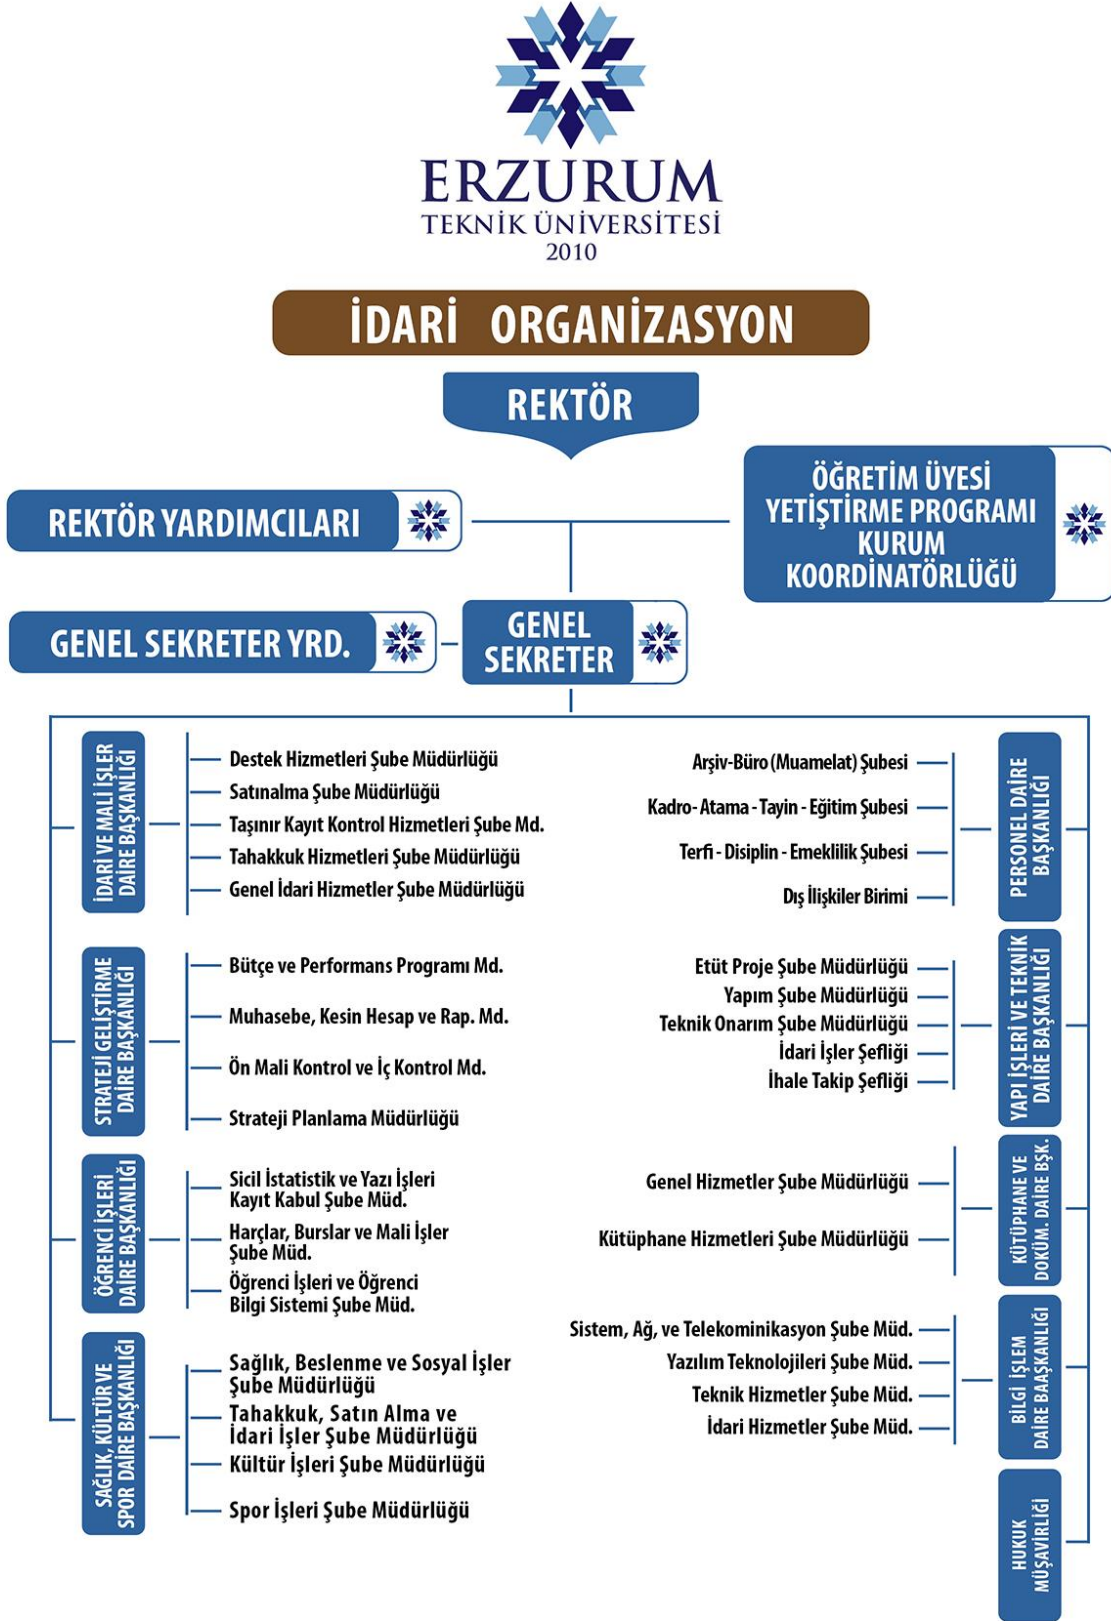 ERZURUM
TEKNİK ÜNİVERSİTESİ
2010
İDARİ ORGANİZASYON
REKTÖR
REKTÖR YARDIMCILARI
ÖĞRETİM ÜYESİ
YETİŞTİRME PROGRAMI
KURUM
KOORDİNATÖRLÜĞÜ
GENEL SEKRETER YRD.
GENEL
SEKRETER
İDARİ VE MALİ İŞLER
DAİRE BAŞKANLIĞI
Destek Hizmetleri Şube Müdürlüğü
Satınalma Şube Müdürlüğü
Taşınır Kayıt Kontrol Hizmetleri Şube Md.
Tahakkuk Hizmetleri Şube Müdürlüğü
Genel İdari Hizmetler Şube Müdürlüğü
STRATEJİ GELİŞTİRME
DAİRE BAŞKANLIĞI
Bütçe ve Performans Programı Md.
Muhasebe, Kesin Hesap ve Rap. Md.
Ön Mali Kontrol ve İç Kontrol Md.
Strateji Planlama Müdürlüğü
ÖĞRENCİ İŞLERİ
DAİRE BAŞKANLIĞI
Sicil İstatistik ve Yazı İşleri
Kayıt Kabul Şube Müd.
Harçlar, Burslar ve Mali İşler
Şube Müd.
Öğrenci İşleri ve Öğrenci
Bilgi Sistemi Şube Müd.
SAĞLIK, KÜLTÜR VE
SPOR DAİRE BAŞKANLIĞI
Sağlık, Beslenme ve Sosyal İşler
Şube Müdürlüğü
Tahakkuk, Satın Alma ve
İdari İşler Şube Müdürlüğü
Kültür İşleri Şube Müdürlüğü
Spor İşleri Şube Müdürlüğü
Arşiv-Büro (Muamelat) Şubesi
Kadro- Atama - Tayin - Eğitim Şubesi
Terfi - Disiplin - Emeklilik Şubesi
Dış İlişkiler Birimi
PERSONEL DAİRE
BAŞKANLIĞI
Etüt Proje Şube Müdürlüğü
Yapım Şube Müdürlüğü
Teknik Onarım Şube Müdürlüğü
İdari İşler Şefliği
İhale Takip Şefliği
YAPI İŞLERİ VE TEKNİK
DAİRE BAŞKANLIĞI
Genel Hizmetler Şube Müdürlüğü
Kütüphane Hizmetleri Şube Müdürlüğü
KÜTÜPHANE VE
DOKÜM. DAİRE BŞK.
Sistem, Ağ, ve Telekominikasyon Şube Müd.
Yazılım Teknolojileri Şube Müd.
Teknik Hizmetler Şube Müd.
İdari Hizmetler Şube Müd.
BİLGİ İŞLEM
DAİRE BAAŞKANLIĞI
HUKUK
MÜŞAVİRLİĞİ